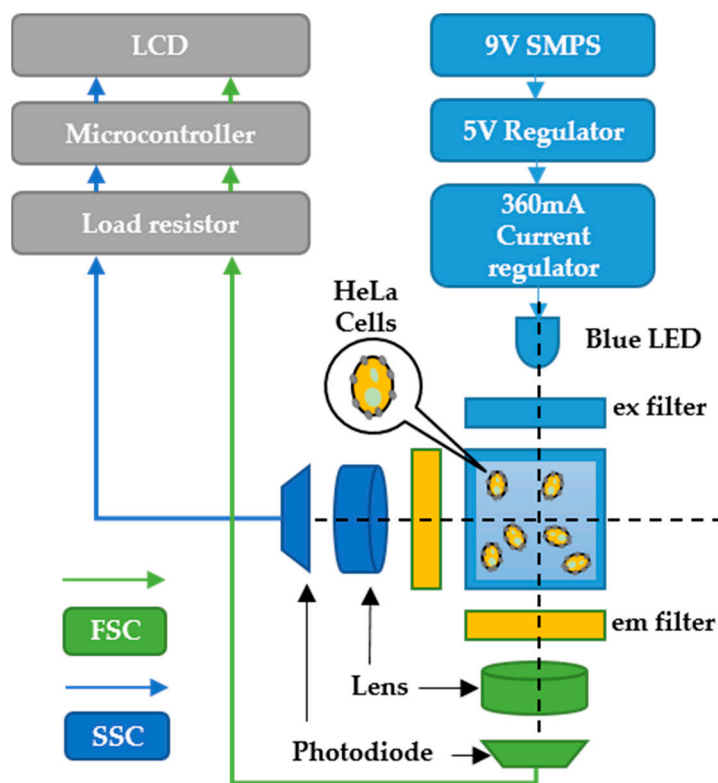 LCD
Microcontroller
Load resistor
9V SMPS
5V Regulator
360mA
Current
regulator
HeLa
Cells
Blue LED
ex filter
em filter
FSC
Lens
SSC
Photodiode